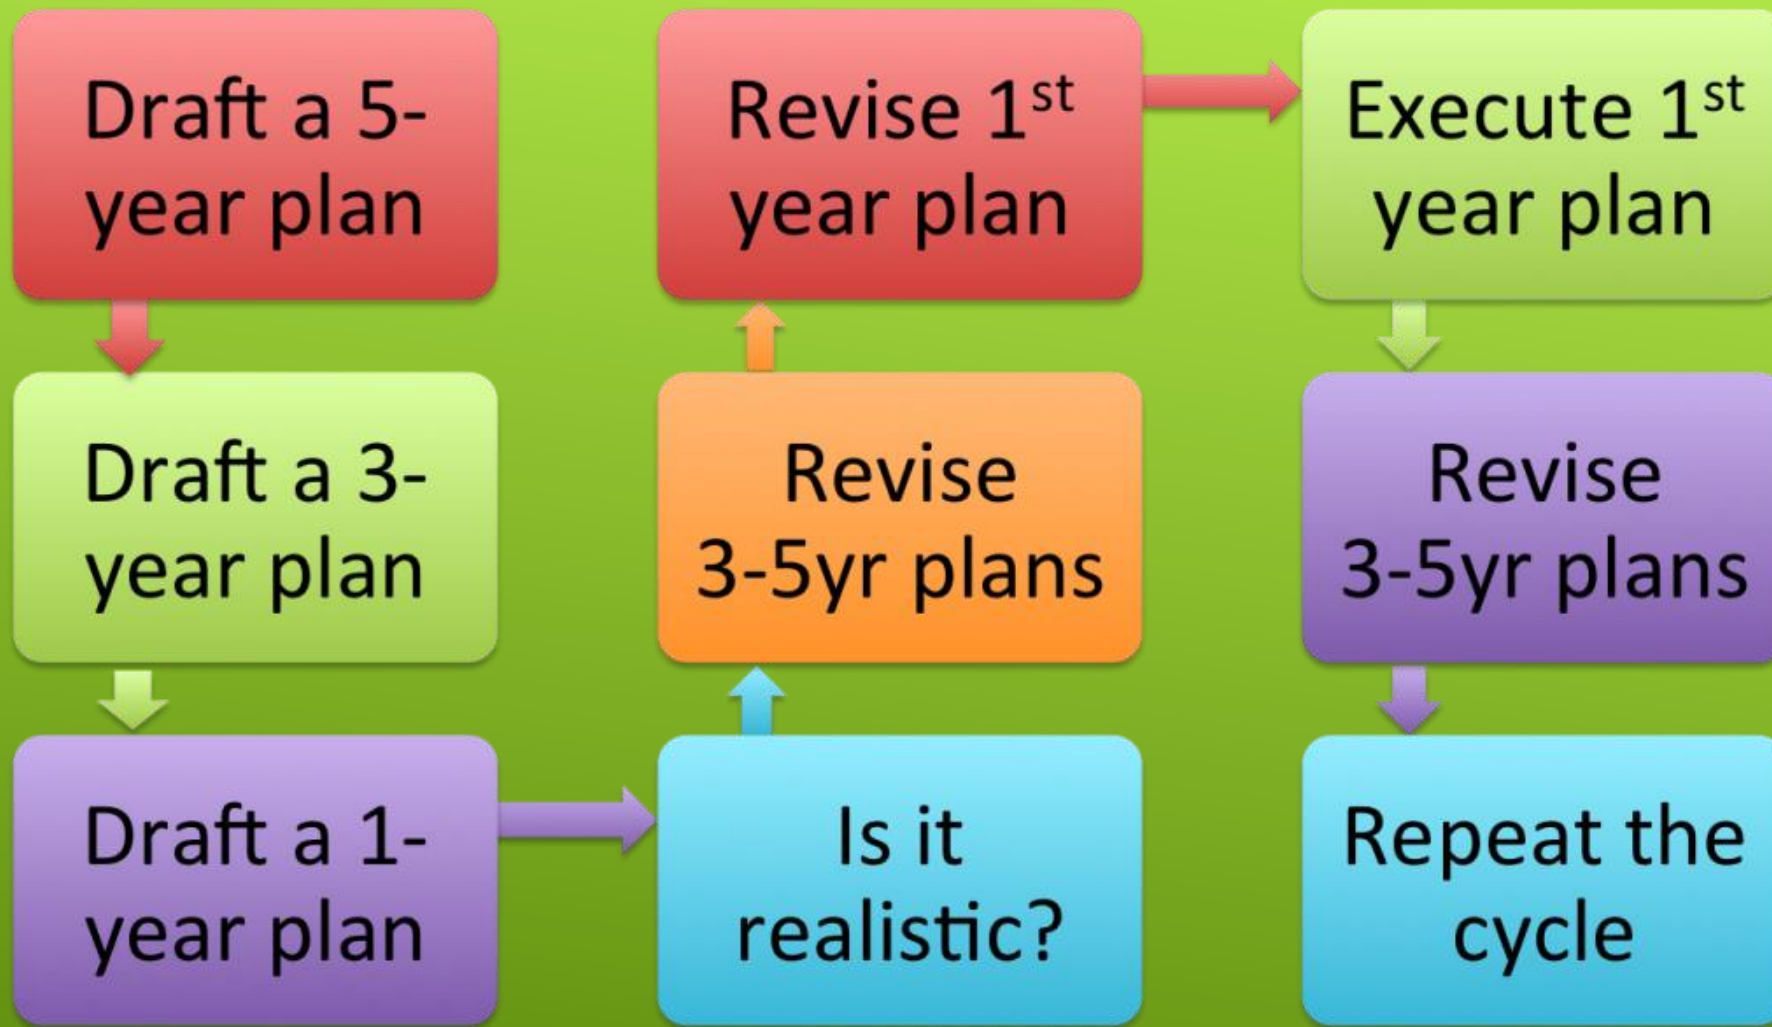 Draft a 5-
year plan
Draft a 3-
year plan
Draft a 1-
year plan
Is it
realistic?
Revise
3-5yr plans
Revise 1st
year plan
Execute 1st
year plan
Revise
3-5yr plans
Repeat the
cycle